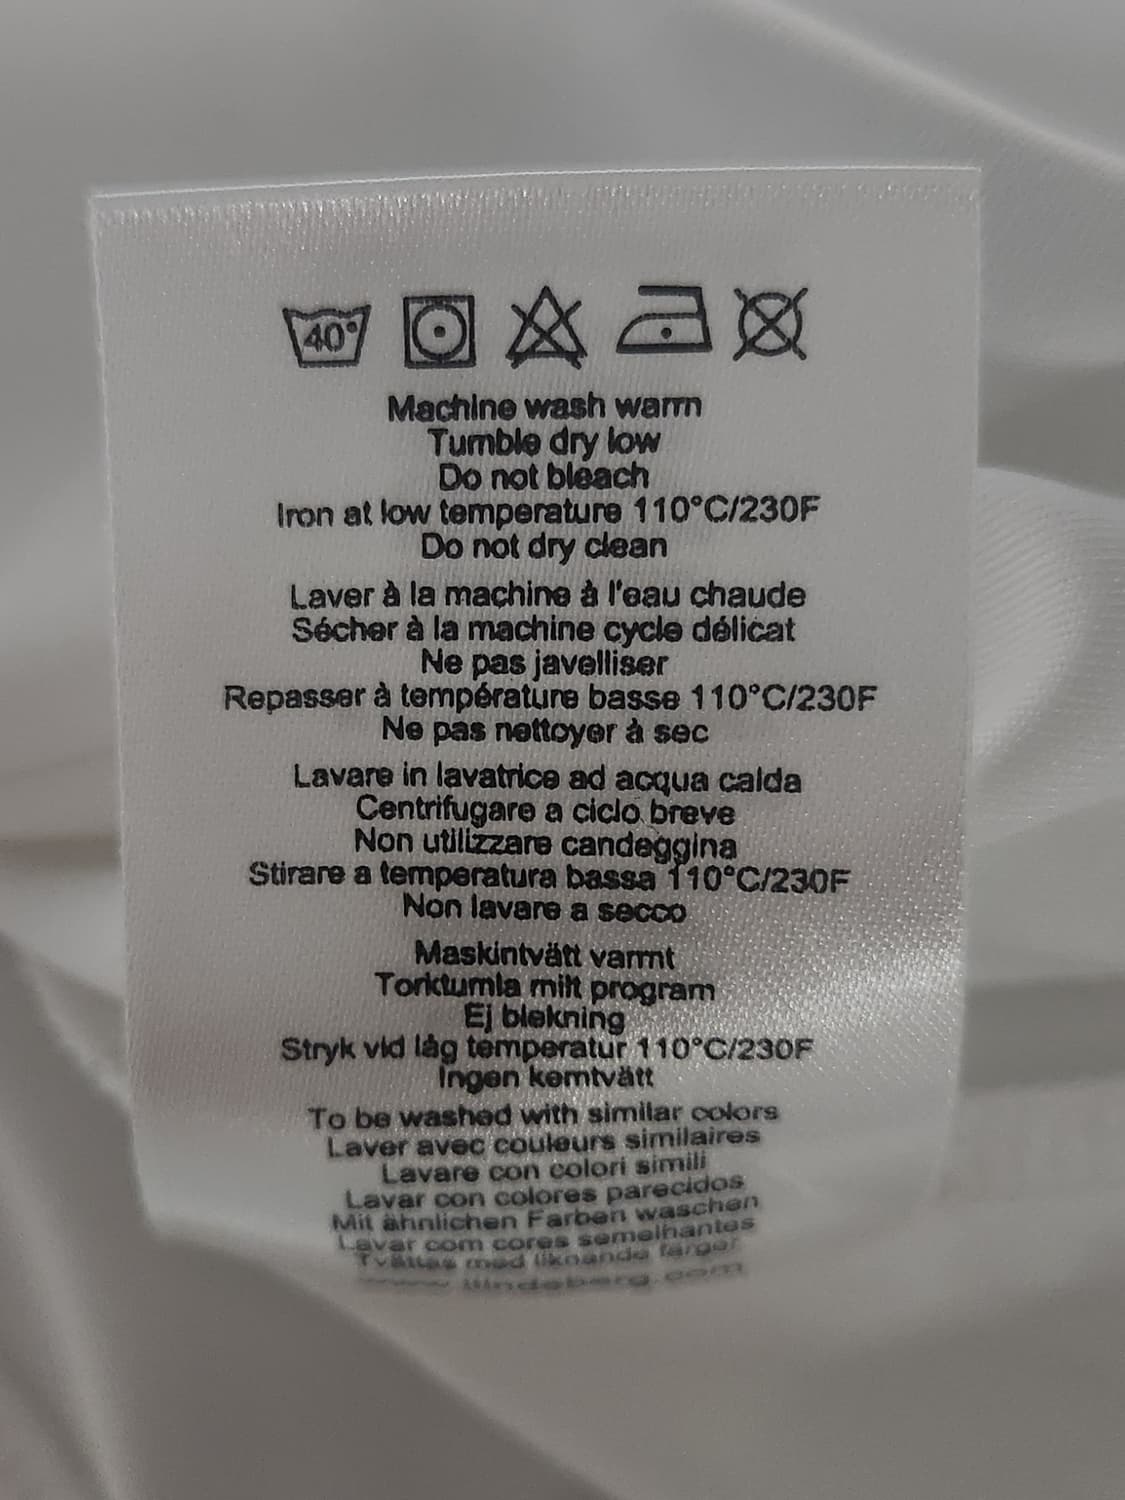 40°
Machine wash warm
Tumble dry low
Do not bleach
Iron at low temperature 110°C/230F
Do not dry clean
Laver à la machine à l'eau chaude
Sécher à la machine cycle délicat
Ne pas javelliser
Repasser à température basse 110°C/230F
Ne pas nettoyer à sec
Lavare in lavatrice ad acqua calda
Centrifugare a ciclo breve
Non utilizzare candeggina
Stirare a temperatura bassa 110°C/230F
Non lavare a secco
Maskintvätt varmt
Torktumla milt program
Ej blekning
Stryk vid låg temperatur 110°C/230F
Ingen kemtvätt
To be washed with similar colors
Laver avec couleurs similaires
Lavare con colori simili
Lavar con colores parecidos
Mit ähnlichen Farben waschen
Lavar com cores semelhantes
Tvättas med liknande färger